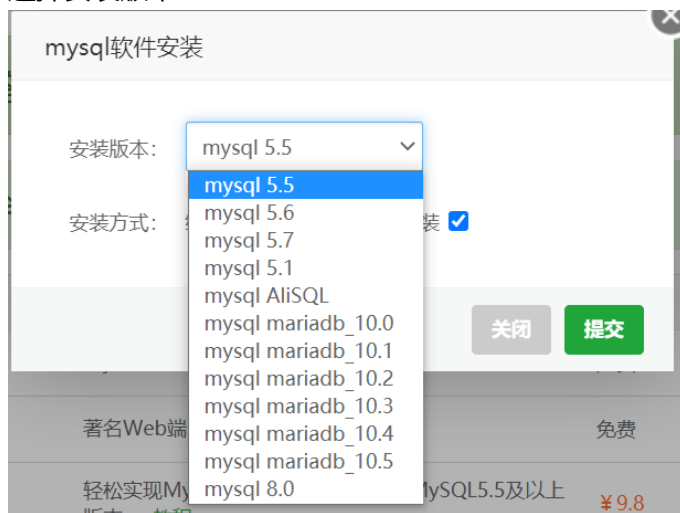 mysql软件安装
安装版本:
mysql 5.5
mysql 5.5
mysql 5.6
安装方式:
装
mysql 5.7
mysql 5.1
mysql AliSQL
mysql mariadb_10.0
关闭
提交
mysql mariadb_10.1
mysql mariadb_10.2
mysql mariadb_10.3
mysql mariadb_10.4
mysql mariadb_10.5
mysql 8.0
著名Web端
免费
轻松实现My
MySQL5.5及以上
¥9.8